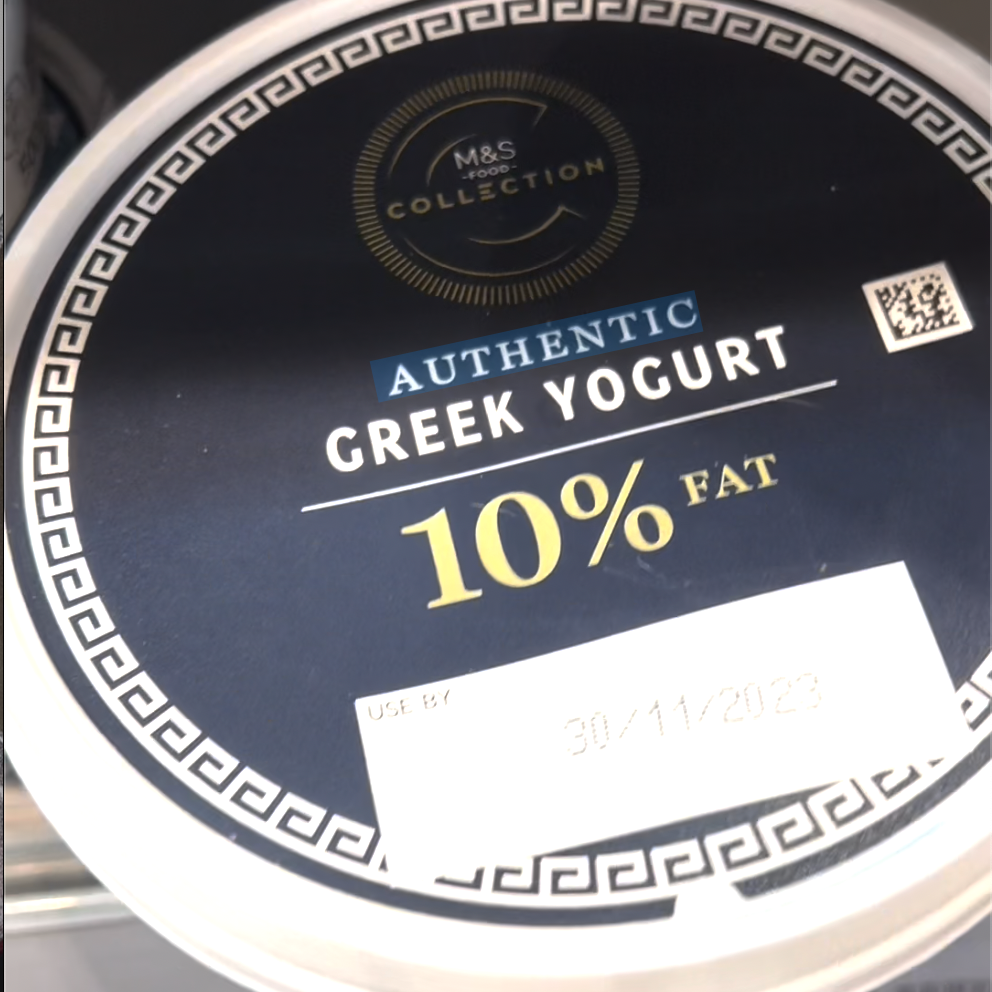 M&S
-FOOD-
COLLECTION
AUTHENTIC
GREEK YOGURT
10% FAT
USE BY
30/11/2023